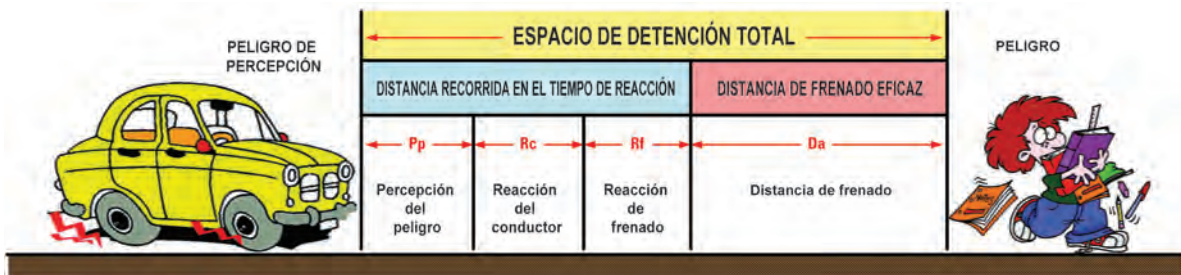 PELIGRO DE
PERCEPCIÓN
ESPACIO DE DETENCIÓN TOTAL
PELIGRO
DISTANCIA RECORRIDA EN EL TIEMPO DE REACCIÓN
DISTANCIA DE FRENADO EFICAZ
Pp
Rc
Rf
Da
Percepción
del
peligro
Reacción
del
conductor
Reacción
de
frenado
Distancia de frenado